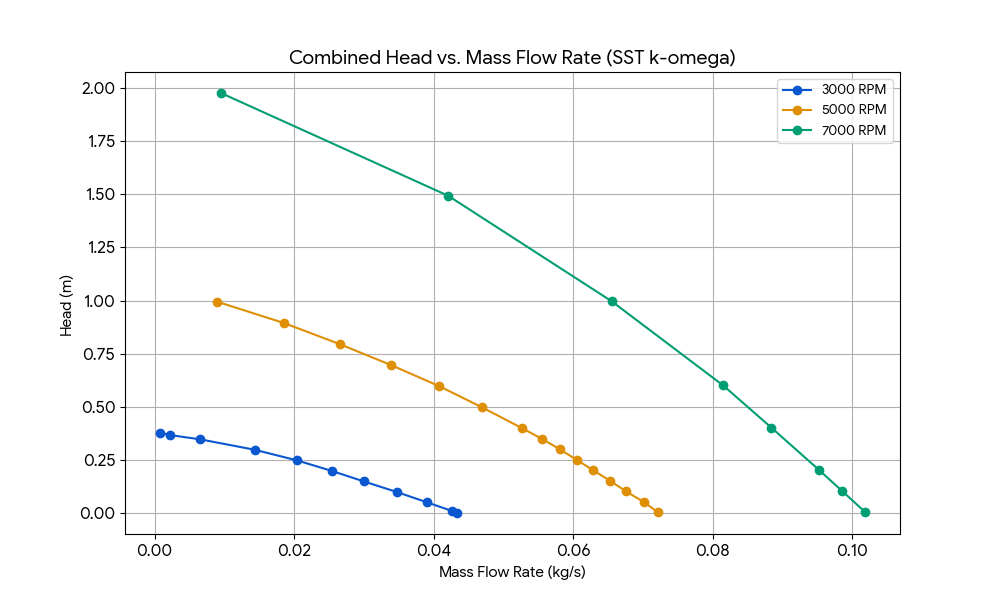 Combined Head vs. Mass Flow Rate (SST k-omega)
3000 RPM
5000 RPM
7000 RPM
Head (m)
2.00
1.75
1.50
1.25
1.00
0.75
0.50
0.25
0.00
0.00 0.02 0.04 0.06 0.08 0.10
Mass Flow Rate (kg/s)